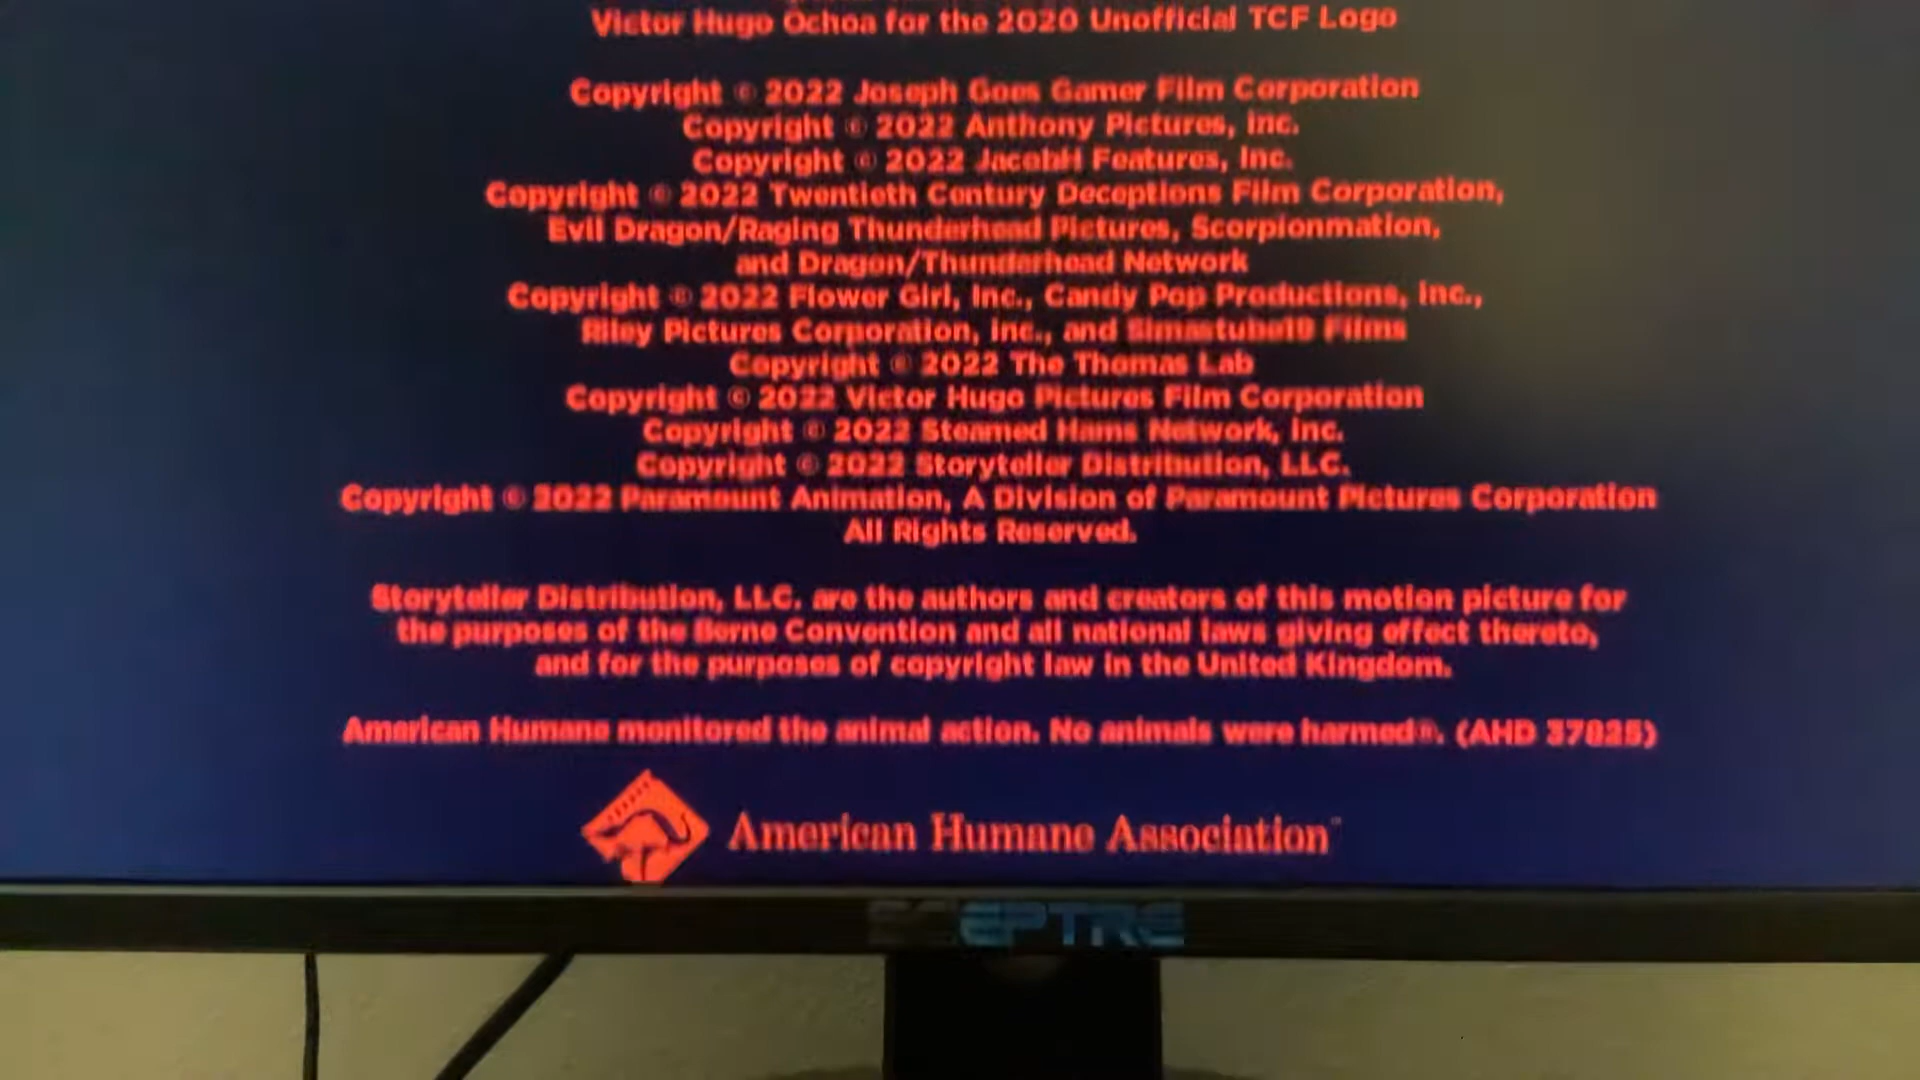 Victor Hugo Ochoa for the 2020 Unofficial TCF Logo
Copyright © 2022 Joseph Goes Gamer Film Corporation
Copyright © 2022 Anthony Pictures, Inc.
Copyright © 2022 JacobH Features, Inc.
Copyright © 2022 Twentieth Century Deceptions Film Corporation,
Evil Dragon/Raging Thunderhead Pictures, Scorpionmation,
and Dragon/Thunderhead Network
Copyright © 2022 Flower Girl, Inc., Candy Pop Productions, Inc.,
Riley Pictures Corporation, Inc., and Simastube19 Films
Copyright © 2022 The Thomas Lab
Copyright © 2022 Victor Hugo Pictures Film Corporation
Copyright © 2022 Steamed Hams Network, Inc.
Copyright © 2022 Storyteller Distribution, LLC.
Copyright © 2022 Paramount Animation, A Division of Paramount Pictures Corporation
All Rights Reserved.
Storyteller Distribution, LLC. are the authors and creators of this motion picture for
the purposes of the Berne Convention and all national laws giving effect thereto,
and for the purposes of copyright law in the United Kingdom.
American Humane monitored the animal action. No animals were harmed®. (AHD 37825)
American Humane Association™
SCEPTRE